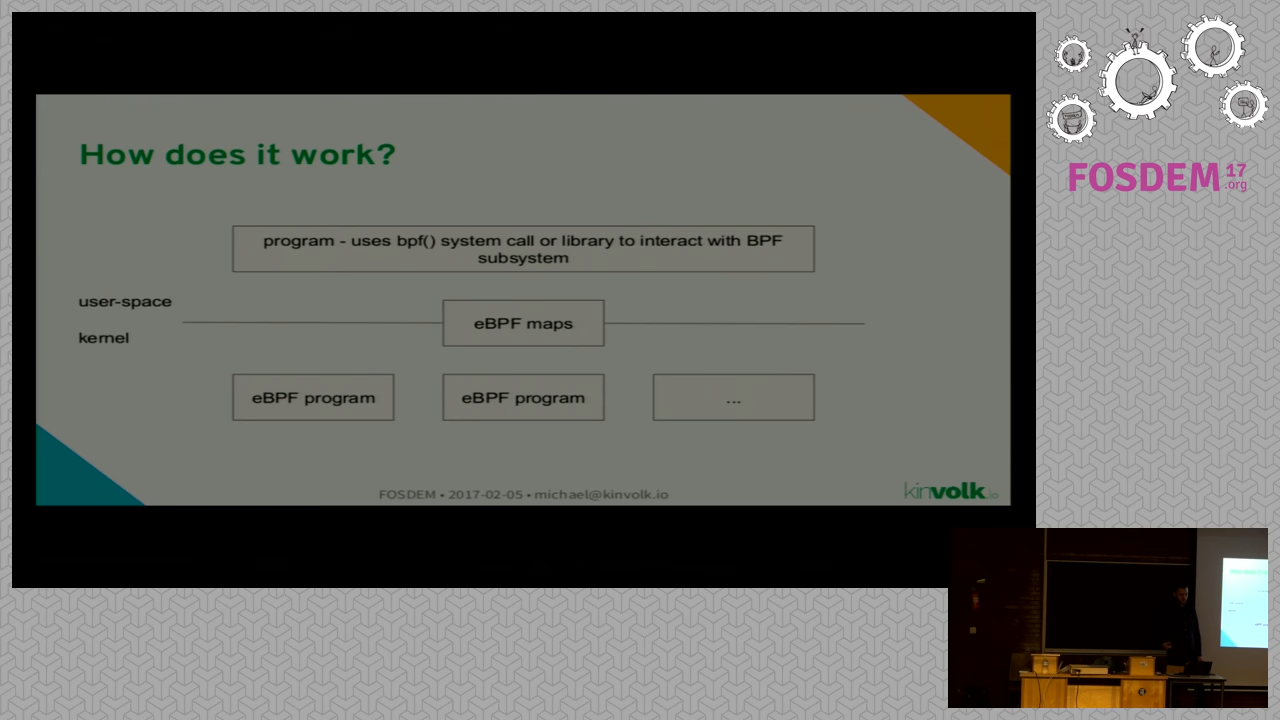 How does it work?
program - uses bpf() system call or library to interact with BPF
subsystem
user-space
eBPF maps
kernel
eBPF program
eBPF program
...
FOSDEM • 2017-02-05 • michael@kinvolk.io
kinvolk.io
FOSDEM 17
.org